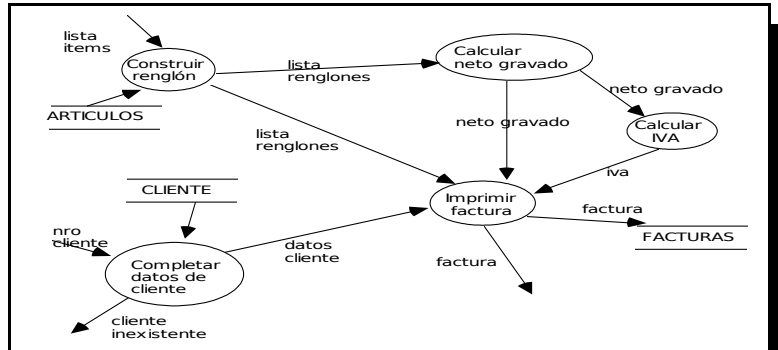 lista
items
Construir
renglón
lista
renglones
Calcular
neto gravado
neto gravado
ARTICULOS
neto gravado
Calcular
IVA
lista
renglones
iva
CLIENTE
Imprimir
factura
factura
FACTURAS
nro
cliente
datos
cliente
Completar
datos de
cliente
factura
cliente
inexistente